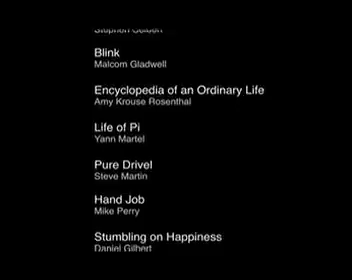 Blink
Malcom Gladwell
Encyclopedia of an Ordinary Life
Amy Krouse Rosenthal
Life of Pi
Yann Martel
Pure Drivel
Steve Martin
Hand Job
Mike Perry
Stumbling on Happiness
Daniel Gilbert